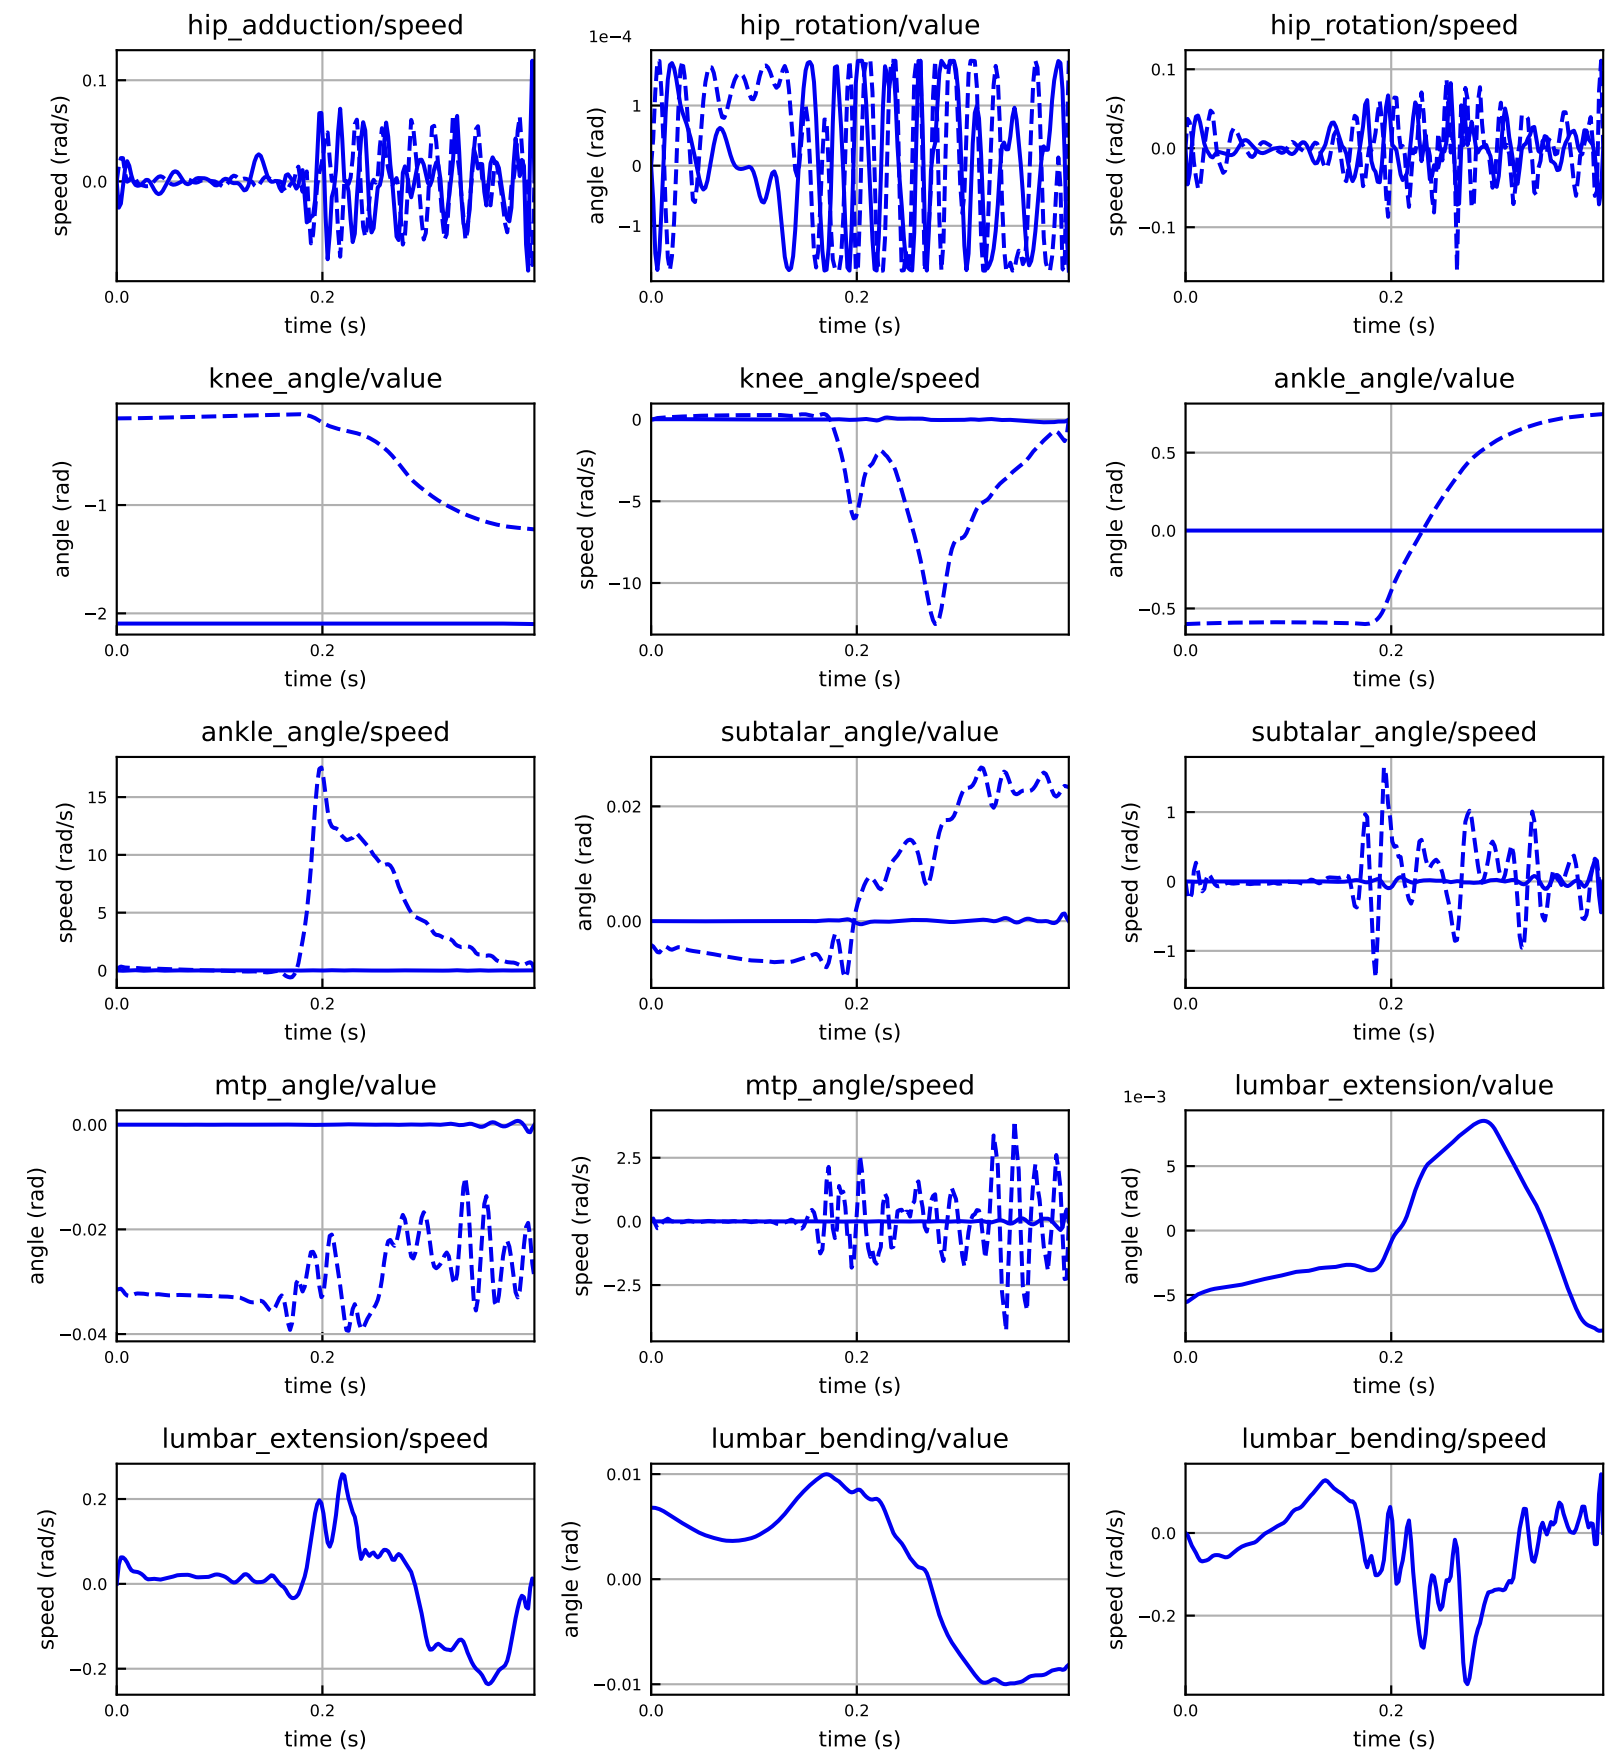 hip_adduction/speed
speed (rad/s)
0.1
0.0
0.0
0.2
time (s)
hip_rotation/value
1e−4
angle (rad)
1
0
−1
0.0
0.2
time (s)
hip_rotation/speed
speed (rad/s)
0.1
0.0
−0.1
0.0
0.2
time (s)
knee_angle/value
angle (rad)
−1
−2
0.0
0.2
time (s)
knee_angle/speed
speed (rad/s)
0
−5
−10
0.0
0.2
time (s)
ankle_angle/value
angle (rad)
0.5
0.0
−0.5
0.0
0.2
time (s)
ankle_angle/speed
speed (rad/s)
15
10
5
0
0.0
0.2
time (s)
subtalar_angle/value
angle (rad)
0.02
0.00
0.0
0.2
time (s)
subtalar_angle/speed
speed (rad/s)
1
0
−1
0.0
0.2
time (s)
mtp_angle/value
angle (rad)
0.00
−0.02
−0.04
0.0
0.2
time (s)
mtp_angle/speed
speed (rad/s)
2.5
0.0
−2.5
0.0
0.2
time (s)
lumbar_extension/value
1e−3
angle (rad)
5
0
−5
0.0
0.2
time (s)
lumbar_extension/speed
speed (rad/s)
0.2
0.0
−0.2
0.0
0.2
time (s)
lumbar_bending/value
angle (rad)
0.01
0.00
−0.01
0.0
0.2
time (s)
lumbar_bending/speed
speed (rad/s)
0.0
−0.2
0.0
0.2
time (s)